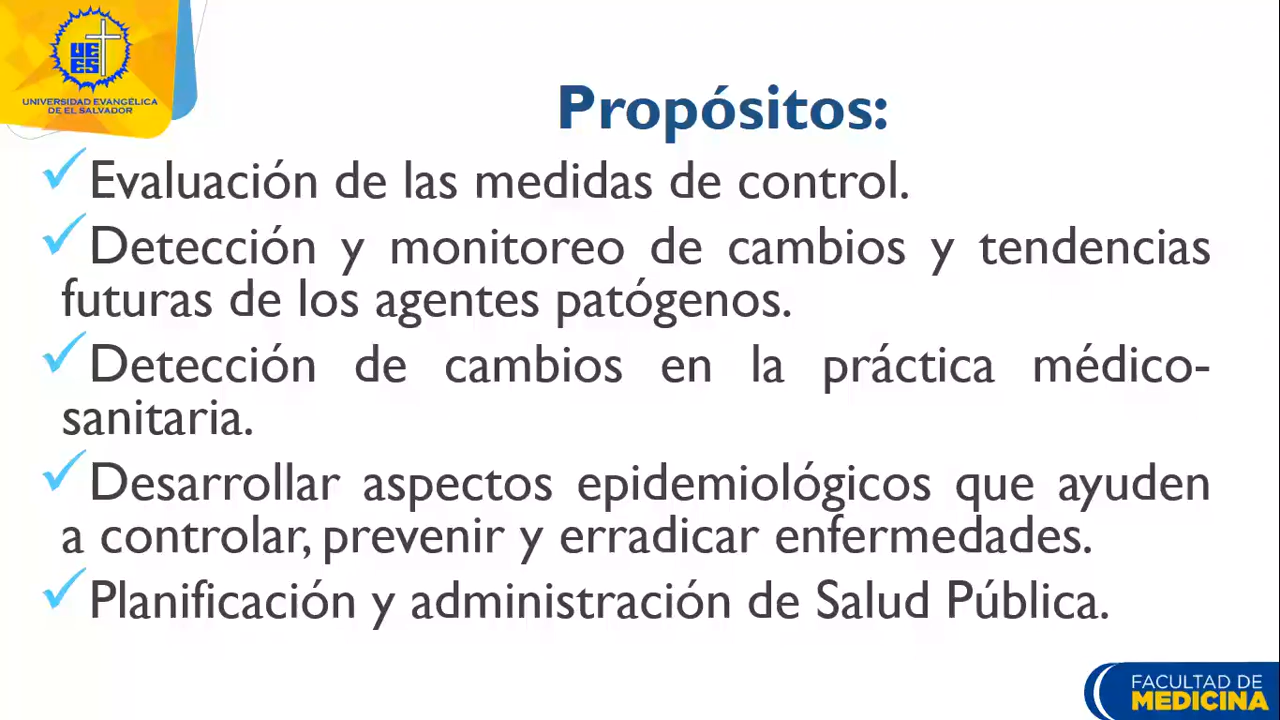 UE
ES
UNIVERSIDAD EVANGÉLICA
DE EL SALVADOR
Propósitos:
Evaluación de las medidas de control.
Detección y monitoreo de cambios y tendencias
futuras de los agentes patógenos.
Detección de cambios en la práctica médico-
sanitaria.
Desarrollar aspectos epidemiológicos que ayuden
a controlar, prevenir y erradicar enfermedades.
Planificación y administración de Salud Pública.
FACULTAD DE
MEDICINA